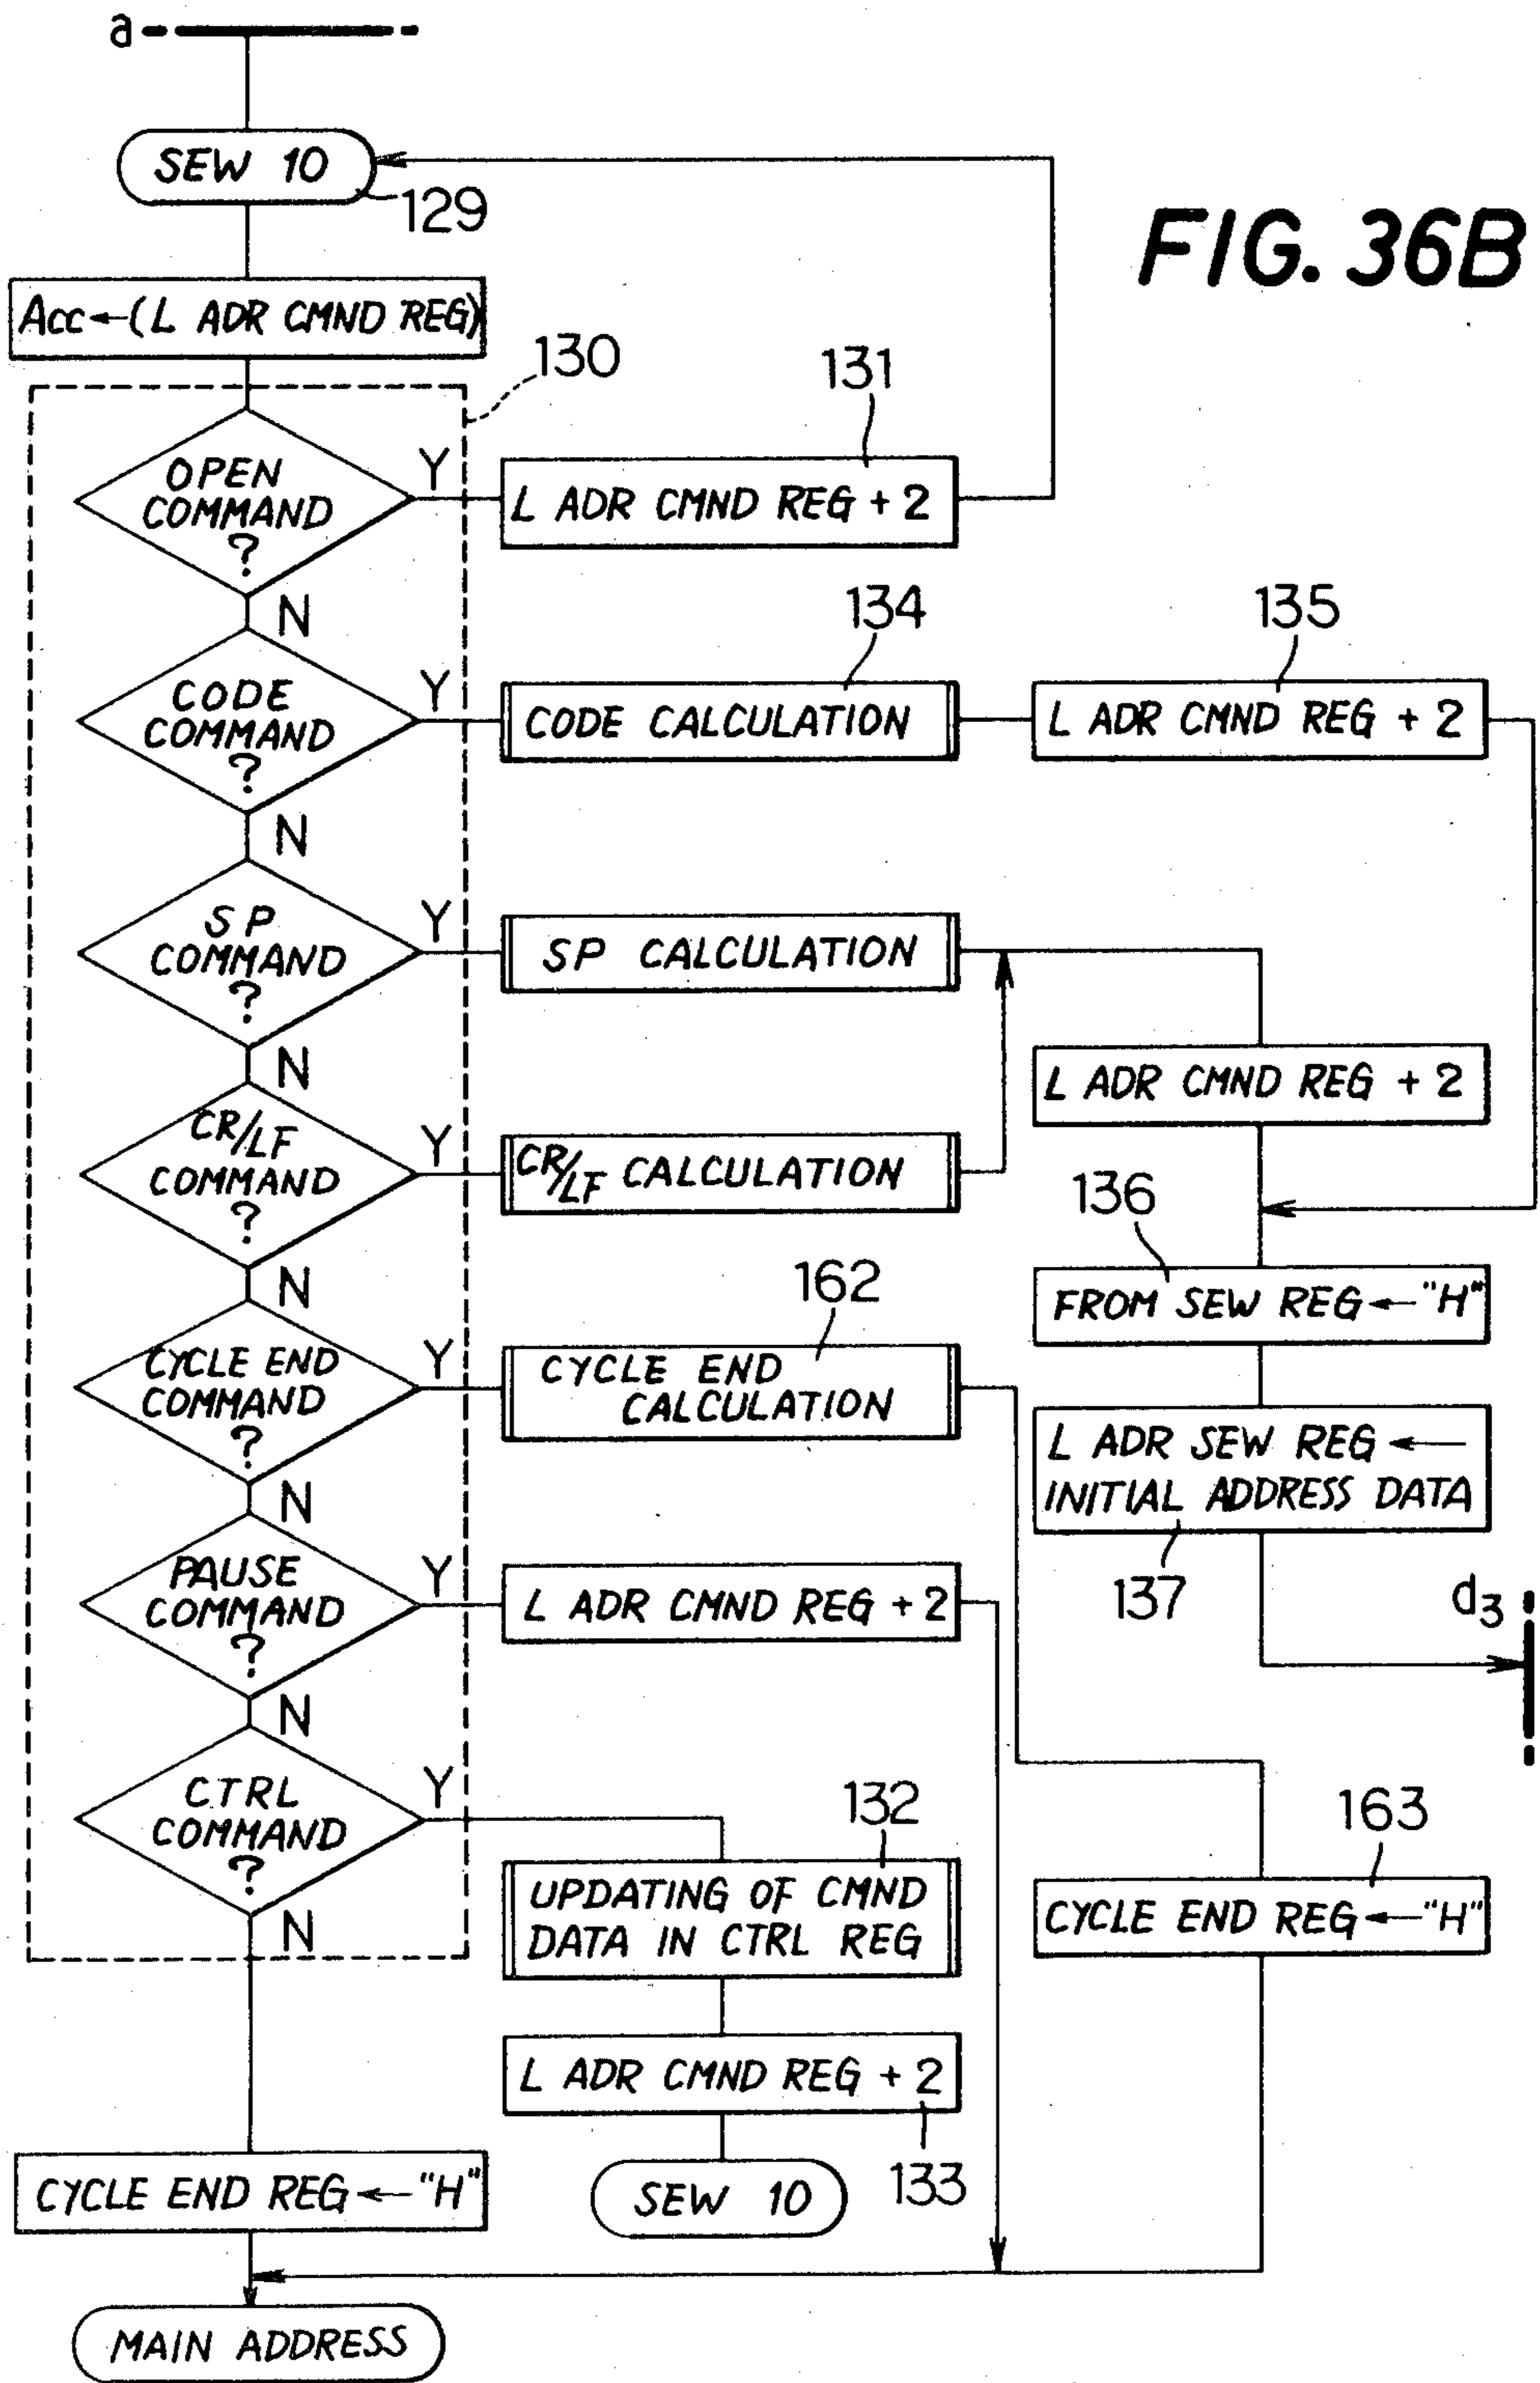 a
SEW 10
129
FIG. 36B
Acc←(L ADR CMND REG)
130
131
OPEN
COMMAND
?
Y
L ADR CMND REG + 2
N
134
135
CODE
COMMAND
?
Y
CODE CALCULATION
L ADR CMND REG + 2
N
SP
COMMAND
?
Y
SP CALCULATION
N
L ADR CMND REG + 2
CR/LF
COMMAND
?
Y
CR/LF CALCULATION
136
N
162
FROM SEW REG←"H"
CYCLE END
COMMAND
?
Y
CYCLE END
CALCULATION
L ADR SEW REG←
INITIAL ADDRESS DATA
137
N
PAUSE
COMMAND
?
Y
L ADR CMND REG + 2
d3
N
CTRL
COMMAND
?
Y
132
163
UPDATING OF CMND
DATA IN CTRL REG
CYCLE END REG←"H"
N
L ADR CMND REG + 2
133
CYCLE END REG←"H"
SEW 10
MAIN ADDRESS